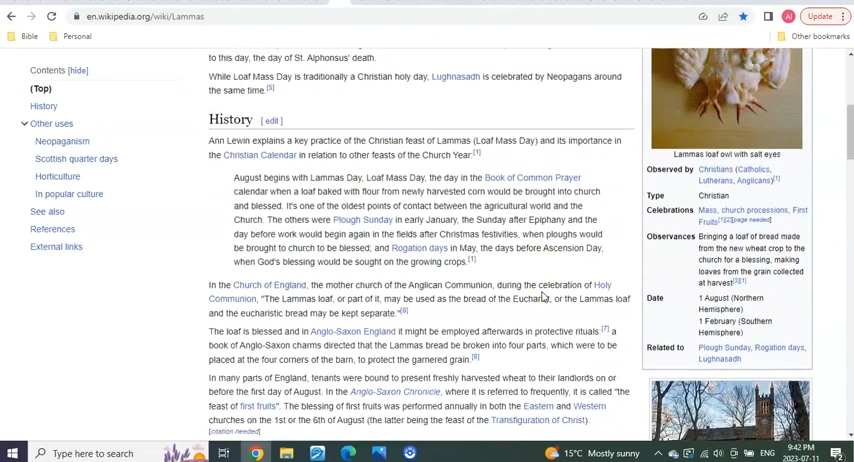 en.wikipedia.org/wiki/Lammas
AI
Update
Bible
Personal
Other bookmarks
Contents [hide]
(Top)
History
Other uses
Neopaganism
Scottish quarter days
Horticulture
In popular culture
See also
References
External links
to this day, the day of St. Alphonsus' death.
While Loaf Mass Day is traditionally a Christian holy day, Lughnasadh is celebrated by Neopagans around
the same time.[5]
History [ edit ]
Ann Lewin explains a key practice of the Christian feast of Lammas (Loaf Mass Day) and its importance in
the Christian Calendar in relation to other feasts of the Church Year:[1]
August begins with Lammas Day, Loaf Mass Day, the day in the Book of Common Prayer
calendar when a loaf baked with flour from newly harvested corn would be brought into church
and blessed. It's one of the oldest points of contact between the agricultural world and the
Church. The others were Plough Sunday in early January, the Sunday after Epiphany and the
day before work would begin again in the fields after Christmas festivities, when ploughs would
be brought to church to be blessed; and Rogation days in May, the days before Ascension Day,
when God's blessing would be sought on the growing crops.[1]
In the Church of England, the mother church of the Anglican Communion, during the celebration of Holy
Communion, "The Lammas loaf, or part of it, may be used as the bread of the Eucharist, or the Lammas loaf
and the eucharistic bread may be kept separate."[6]
The loaf is blessed and in Anglo-Saxon England it might be employed afterwards in protective rituals:[7] a
book of Anglo-Saxon charms directed that the Lammas bread be broken into four parts, which were to be
placed at the four corners of the barn, to protect the garnered grain.[8]
In many parts of England, tenants were bound to present freshly harvested wheat to their landlords on or
before the first day of August. In the Anglo-Saxon Chronicle, where it is referred to frequently, it is called "the
feast of first fruits". The blessing of first fruits was performed annually in both the Eastern and Western
churches on the 1st or the 6th of August (the latter being the feast of the Transfiguration of Christ).
[citation needed]
Lammas loaf owl with salt eyes
Observed by Christians (Catholics,
Lutherans, Anglicans)[1]
Type Christian
Celebrations Mass, church processions, First
Fruits[1][2][page needed]
Observances Bringing a loaf of bread made
from the new wheat crop to the
church for a blessing, making
loaves from the grain collected
at harvest[3][1]
Date 1 August (Northern
Hemisphere)
1 February (Southern
Hemisphere)
Related to Plough Sunday, Rogation days,
Lughnasadh
Type here to search
15°C Mostly sunny
ENG
9:42 PM
2023-07-11
2